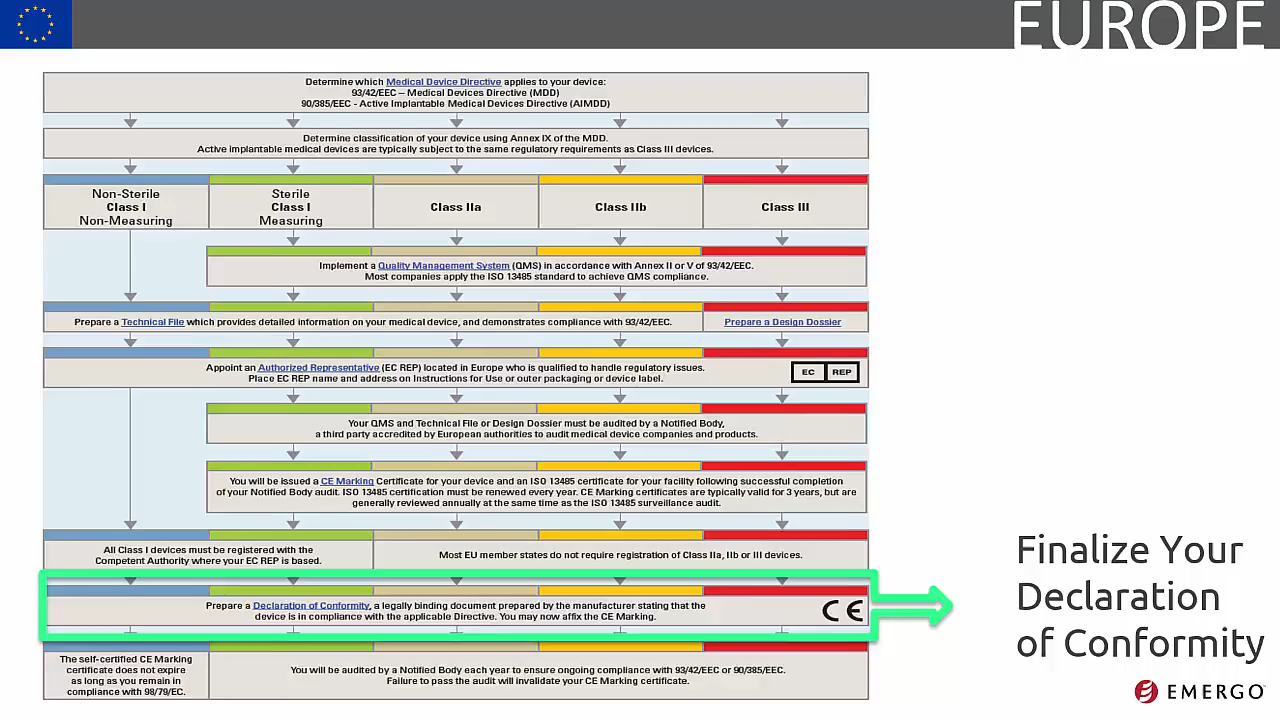 EUROPE
Determine which Medical Device Directive applies to your device:
93/42/EEC – Medical Devices Directive (MDD)
90/385/EEC - Active Implantable Medical Devices Directive (AIMDD)
Determine classification of your device using Annex IX of the MDD.
Active implantable medical devices are typically subject to the same regulatory requirements as Class III devices.
Non-Sterile
Class I
Non-Measuring
Sterile
Class I
Measuring
Class IIa
Class IIb
Class III
Implement a Quality Management System (QMS) in accordance with Annex II or V of 93/42/EEC.
Most companies apply the ISO 13485 standard to achieve QMS compliance.
Prepare a Technical File which provides detailed information on your medical device, and demonstrates compliance with 93/42/EEC.
Prepare a Design Dossier
Appoint an Authorized Representative (EC REP) located in Europe who is qualified to handle regulatory issues.
Place EC REP name and address on Instructions for Use or outer packaging or device label.
EC REP
Your QMS and Technical File or Design Dossier must be audited by a Notified Body,
a third party accredited by European authorities to audit medical device companies and products.
You will be issued a CE Marking Certificate for your device and an ISO 13485 certificate for your facility following successful completion
of your Notified Body audit. ISO 13485 certification must be renewed every year. CE Marking certificates are typically valid for 3 years, but are
generally reviewed annually at the same time as the ISO 13485 surveillance audit.
All Class I devices must be registered with the
Competent Authority where your EC REP is based.
Most EU member states do not require registration of Class IIa, IIb or III devices.
Prepare a Declaration of Conformity, a legally binding document prepared by the manufacturer stating that the
device is in compliance with the applicable Directive. You may now affix the CE Marking.
CE
The self-certified CE Marking
certificate does not expire
as long as you remain in
compliance with 98/79/EC.
You will be audited by a Notified Body each year to ensure ongoing compliance with 93/42/EEC or 90/385/EEC.
Failure to pass the audit will invalidate your CE Marking certificate.
Finalize Your
Declaration
of Conformity
EMERGO